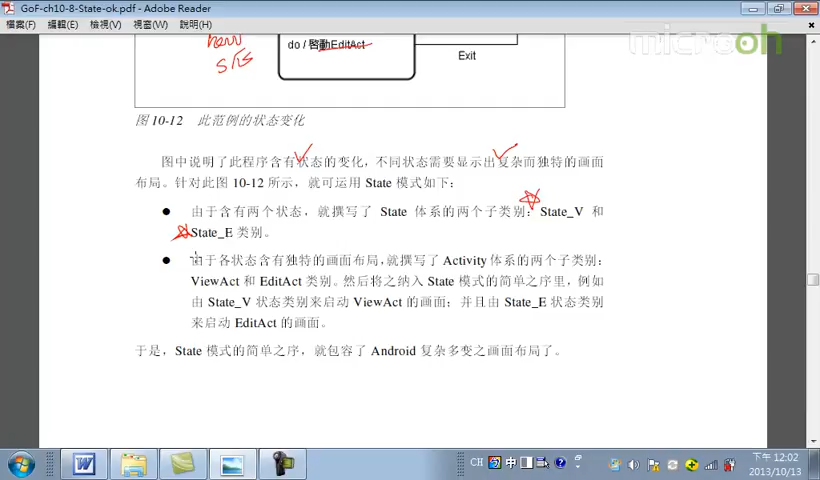 GoF-ch10-8-State-ok.pdf - Adobe Reader
檔案(F) 編輯(E) 檢視(V) 視窗(W) 說明(H)
microoh
do / 啓動EditAct
Exit
图 10-12 此范例的状态变化
图中说明了此程序含有状态的变化，不同状态需要显示出复杂而独特的画面
布局。针对此图 10-12 所示，就可运用 State 模式如下：
● 由于含有两个状态，就撰写了 State 体系的两个子类别：State_V 和
State_E 类别。
● 由于各状态含有独特的画面布局，就撰写了 Activity 体系的两个子类别：
ViewAct 和 EditAct 类别。然后将之纳入 State 模式的简单之序里，例如
由 State_V 状态类别来启动 ViewAct 的画面；并且由 State_E 状态类别
来启动 EditAct 的画面。
于是，State 模式的简单之序，就包容了 Android 复杂多变之画面布局了。
CH 中
下午 12:02
2013/10/13